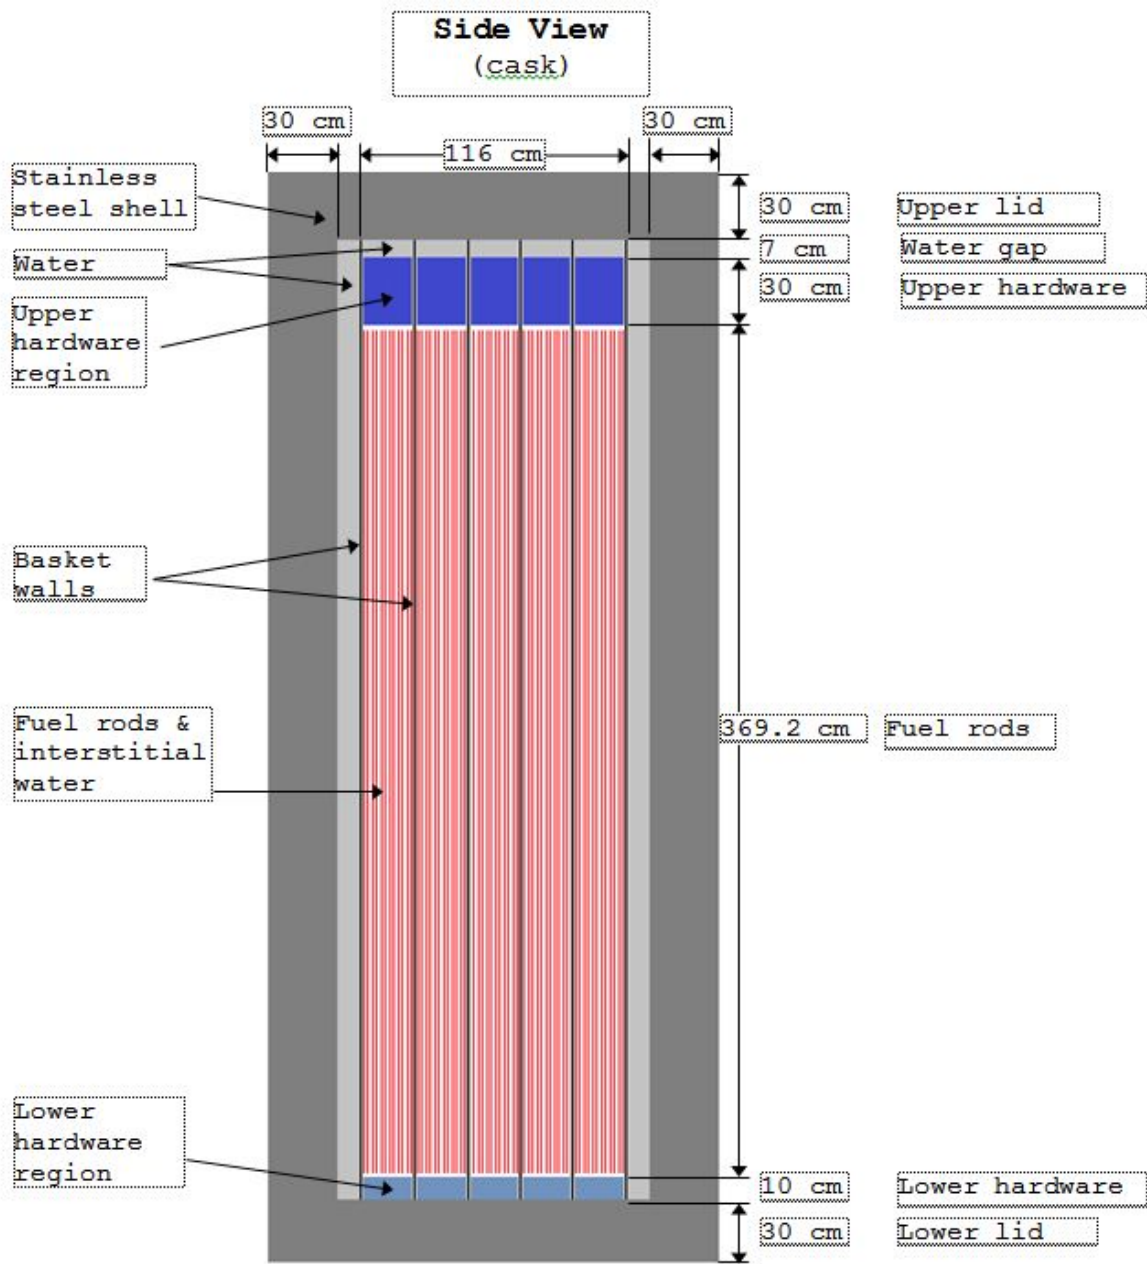 Side View
(cask)
30 cm
30 cm
116 cm
Stainless
steel shell
30 cm
Upper lid
7 cm
Water gap
Water
30 cm
Upper hardware
Upper
hardware
region
Basket
walls
Fuel rods &
interstitial
water
369.2 cm
Fuel rods
Lower
hardware
region
10 cm
Lower hardware
30 cm
Lower lid